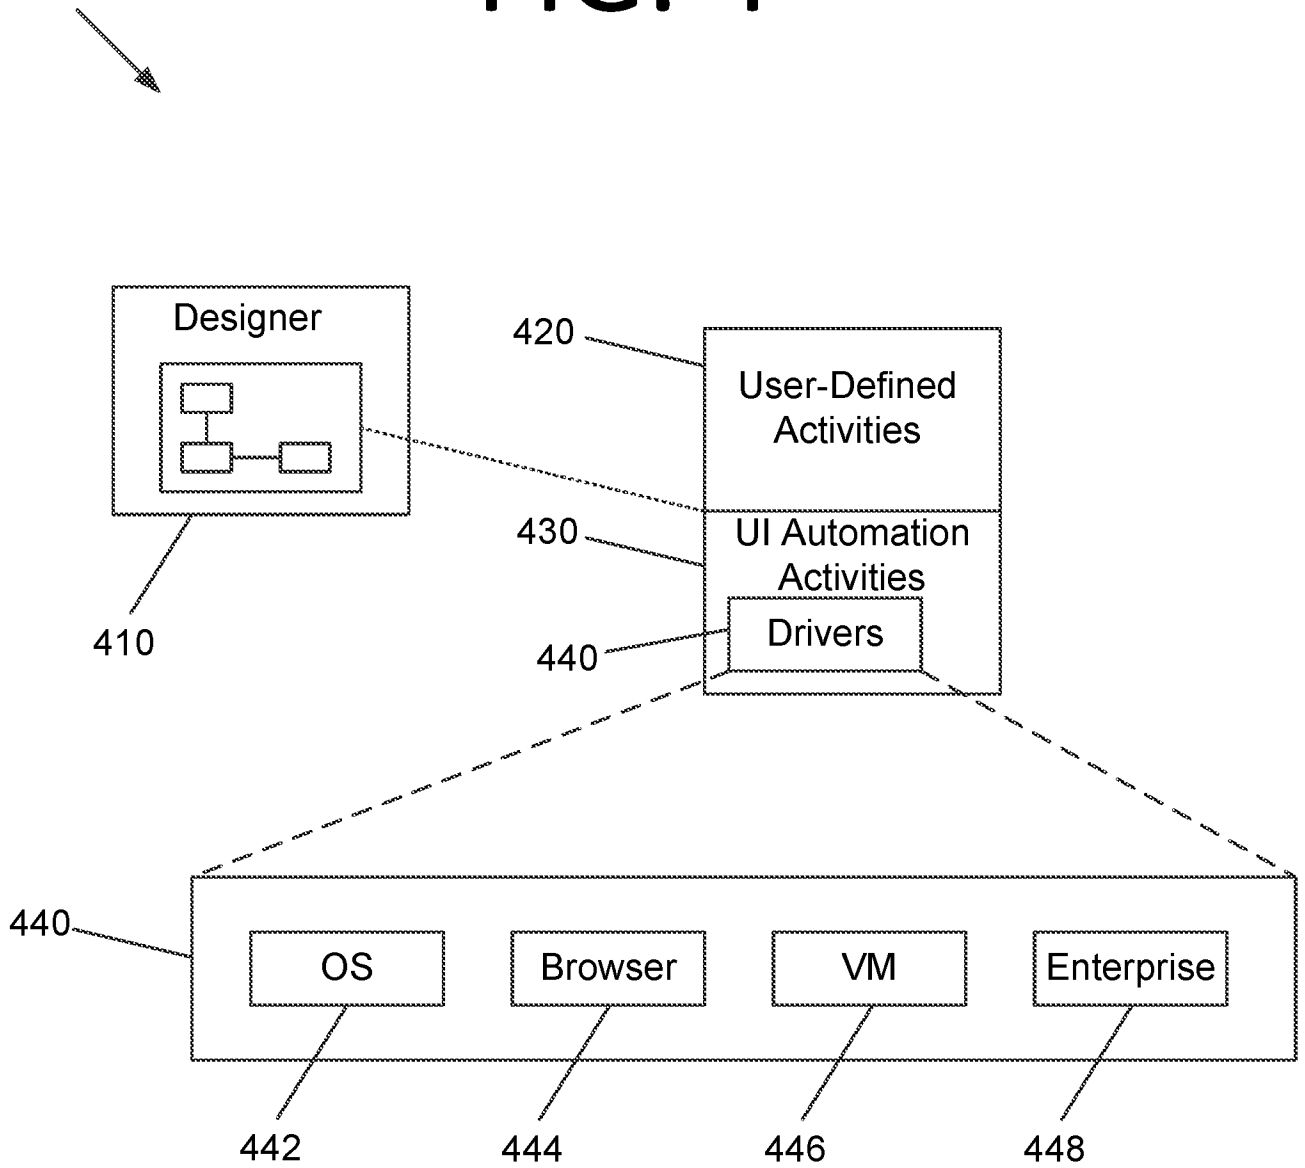 Designer
420
User-Defined
Activities
430
UI Automation
Activities
410
440
Drivers
440
OS
Browser
VM
Enterprise
442
444
446
448